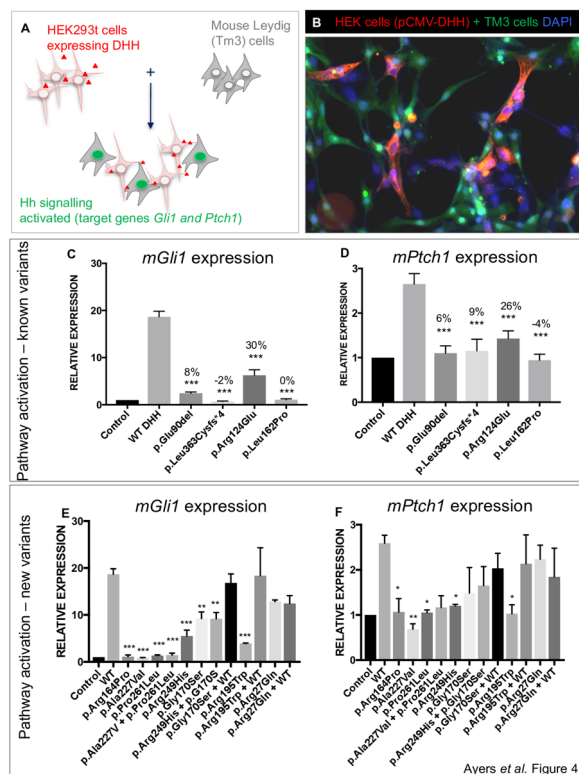 A
HEK293t cells
expressing DHH
Mouse Leydig
(Tm3) cells
+
Hh signalling
activated (target genes Gli1 and Ptch1)
B
HEK cells (pCMV-DHH) + TM3 cells DAPI
Pathway activation – known variants
C
mGli1 expression
RELATIVE EXPRESSION
30
20
10
0
8%
***
-2%
***
30%
***
0%
***
Control
WT DHH
p.Glu90del
p.Leu363Cysfs*4
p.Arg124Glu
p.Leu162Pro
D
mPtch1 expression
RELATIVE EXPRESSION
3
2
1
0
6%
***
9%
***
26%
***
-4%
***
Control
WT DHH
p.Glu90del
p.Leu363Cysfs*4
p.Arg124Glu
p.Leu162Pro
Pathway activation – new variants
E
mGli1 expression
RELATIVE EXPRESSION
30
20
10
0
***
***
***
***
***
**
**
***
Control
WT
p.Arg164Pro
p.Ala227Val
p.Pro261Leu
p.Ala227v + p.Pro261Leu
p.Arg249His
p.Gly170Ser
p.Arg249His + p.Gly170S
p.Gly170Ser + WT
p.Arg195Trp
p.Arg195Trp + WT
p.Arg27Gln
p.Arg27Gln + WT
F
mPtch1 expression
RELATIVE EXPRESSION
3
2
1
0
*
**
*
*
*
Control
WT
p.Arg164Pro
p.Ala227Val
p.Pro261Leu
p.Ala227Val + p.Pro261Leu
p.Arg249His
p.Gly170Ser
p.Arg249His + p.Gly170Ser
p.Gly170Ser + WT
p.Arg195Trp
p.Arg195Trp + WT
p.Arg27Gln
p.Arg27Gln + WT
Ayers et al. Figure 4